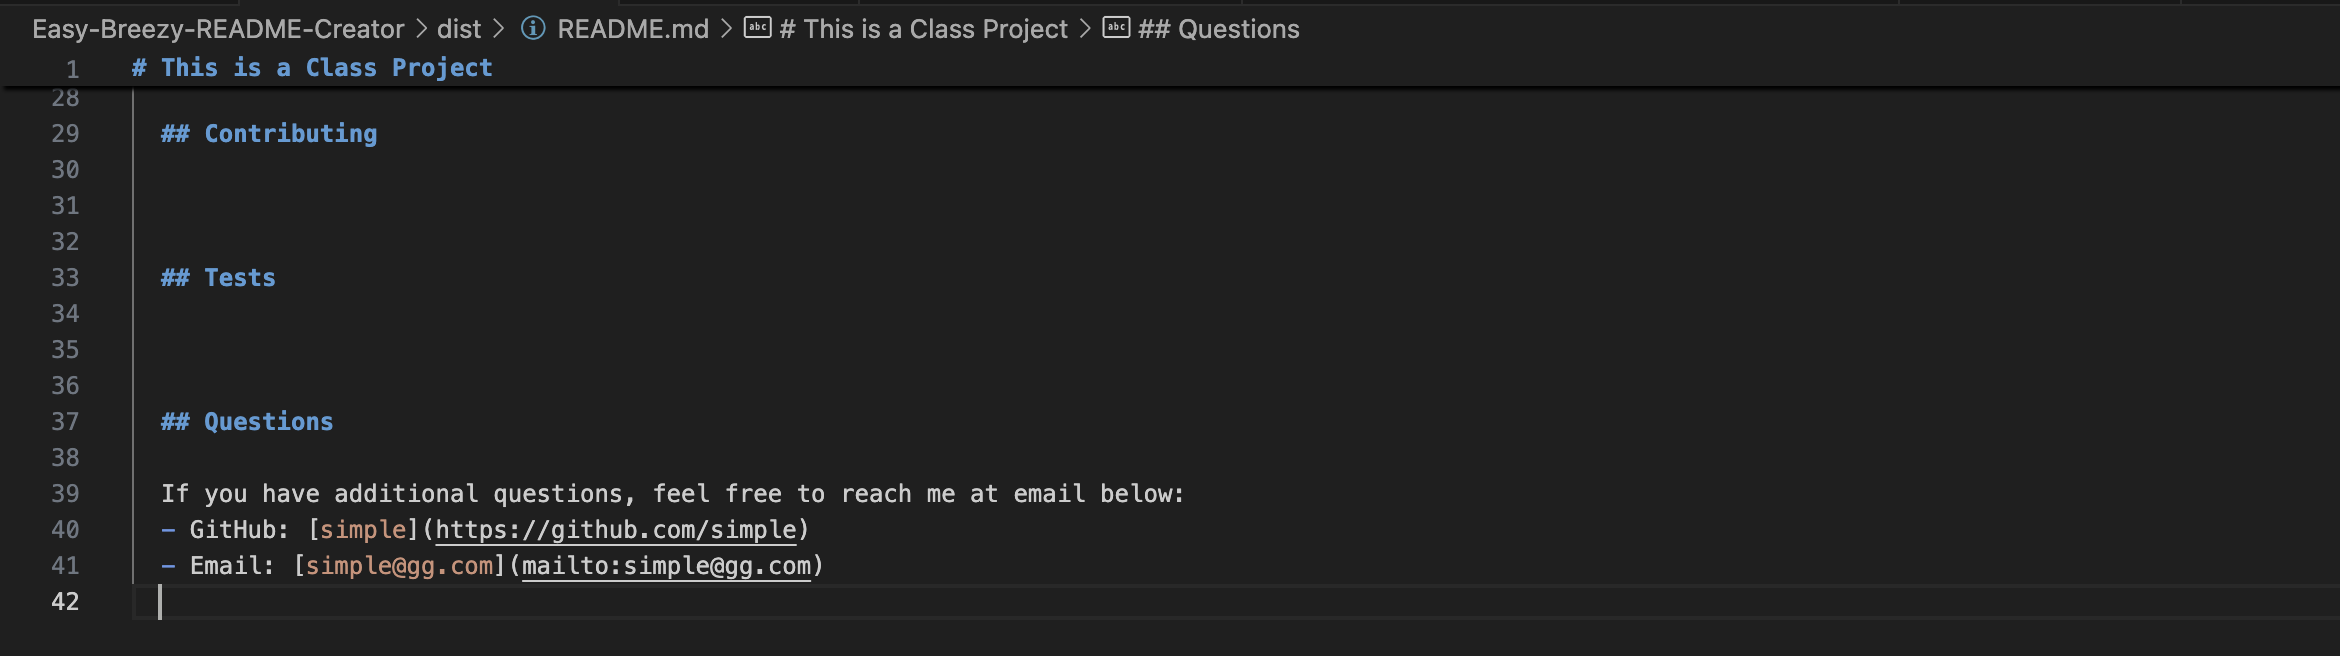 Easy-Breezy-README-Creator > dist > README.md > # This is a Class Project > ## Questions
1 # This is a Class Project
28
29 ## Contributing
30
31
32
33 ## Tests
34
35
36
37 ## Questions
38
39 If you have additional questions, feel free to reach me at email below:
40 - GitHub: [simple](https://github.com/simple)
41 - Email: [simple@gg.com](mailto:simple@gg.com)
42